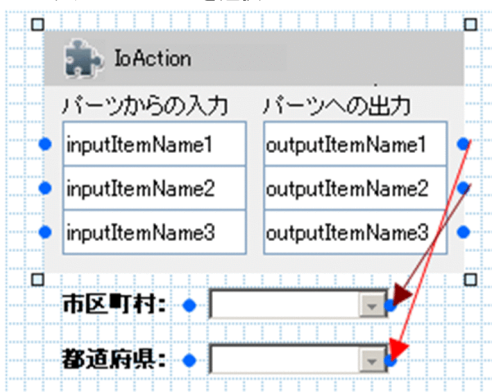 IoAction
パーツからの入力 パーツへの出力
inputItemName1 outputItemName1
inputItemName2 outputItemName2
inputItemName3 outputItemName3
市区町村:
都道府県: